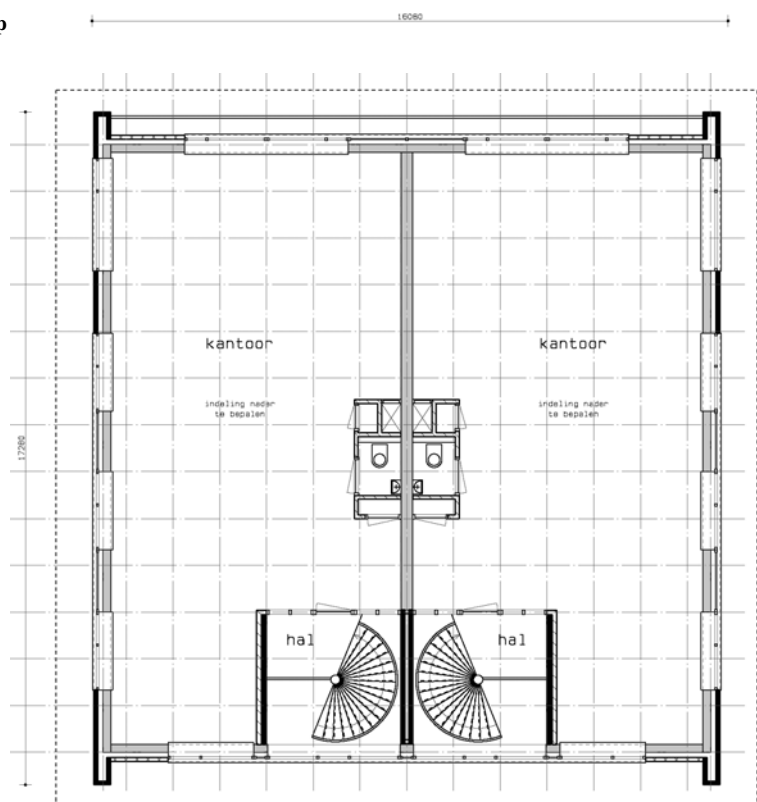 p
16080
17280
kantoor
kantoor
indeling nader
te bepalen
indeling nader
te bepalen
hal
hal